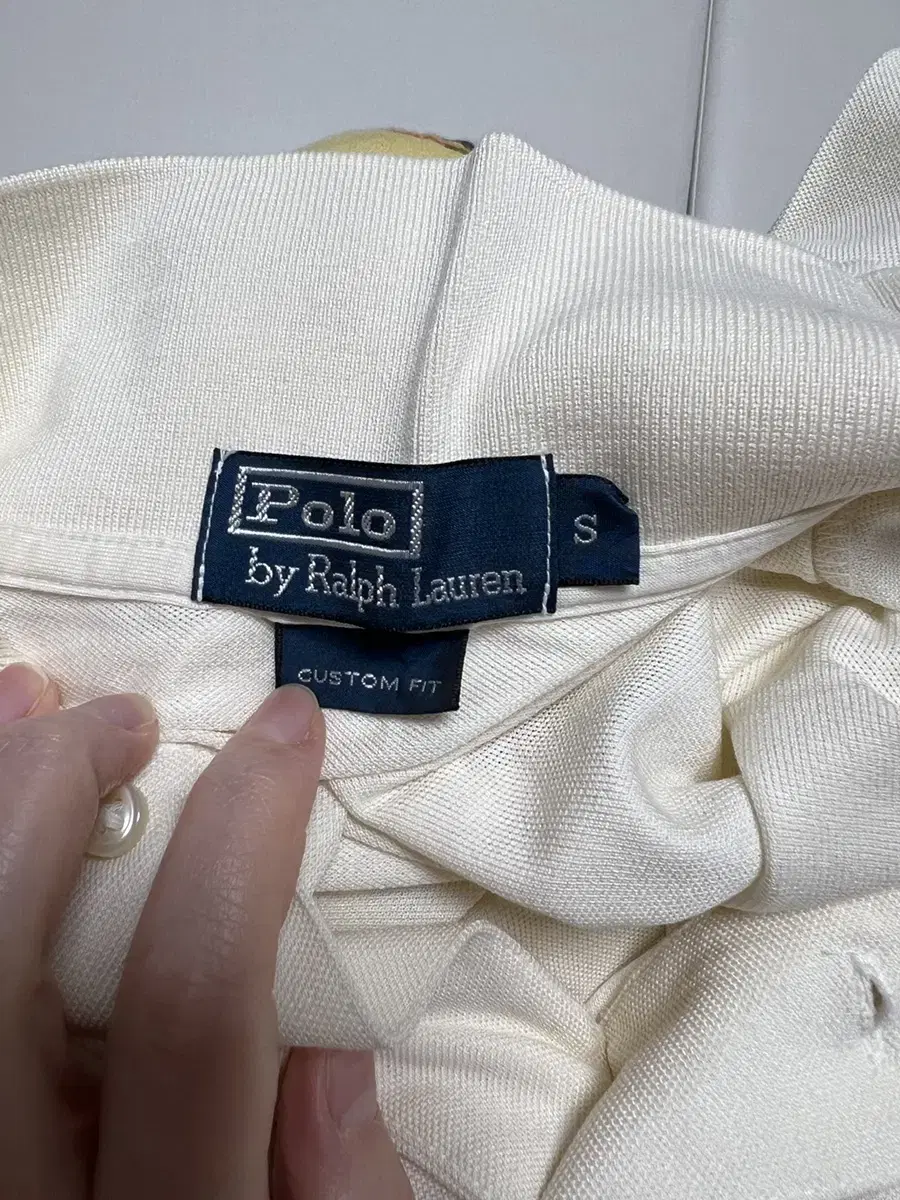 Polo
by Ralph Lauren
S
CUSTOM FIT